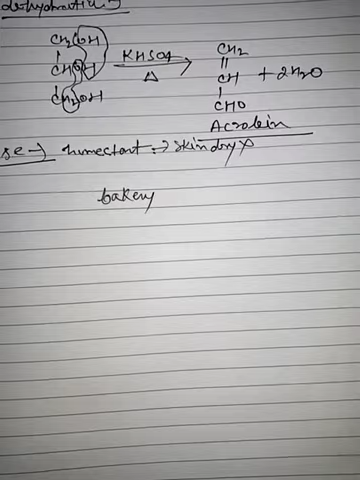 dehydration →
CH2OH
CHOH KHSO4 Δ
CH2OH
CH2
||
CH + 2H2O
CHO
Acrolein
se → humectant → skin dry X
bakery